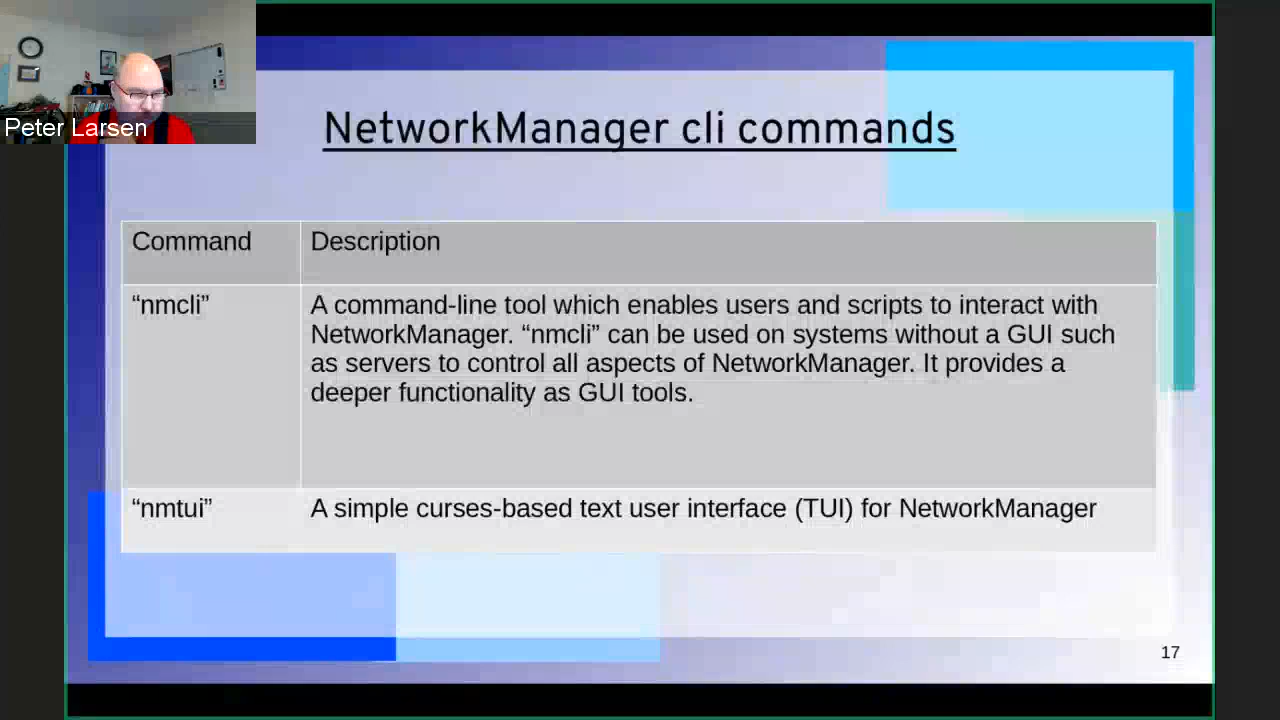 Peter Larsen
NetworkManager cli commands
Command
Description
“nmcli”
A command-line tool which enables users and scripts to interact with
NetworkManager. “nmcli” can be used on systems without a GUI such
as servers to control all aspects of NetworkManager. It provides a
deeper functionality as GUI tools.
“nmtui”
A simple curses-based text user interface (TUI) for NetworkManager
17